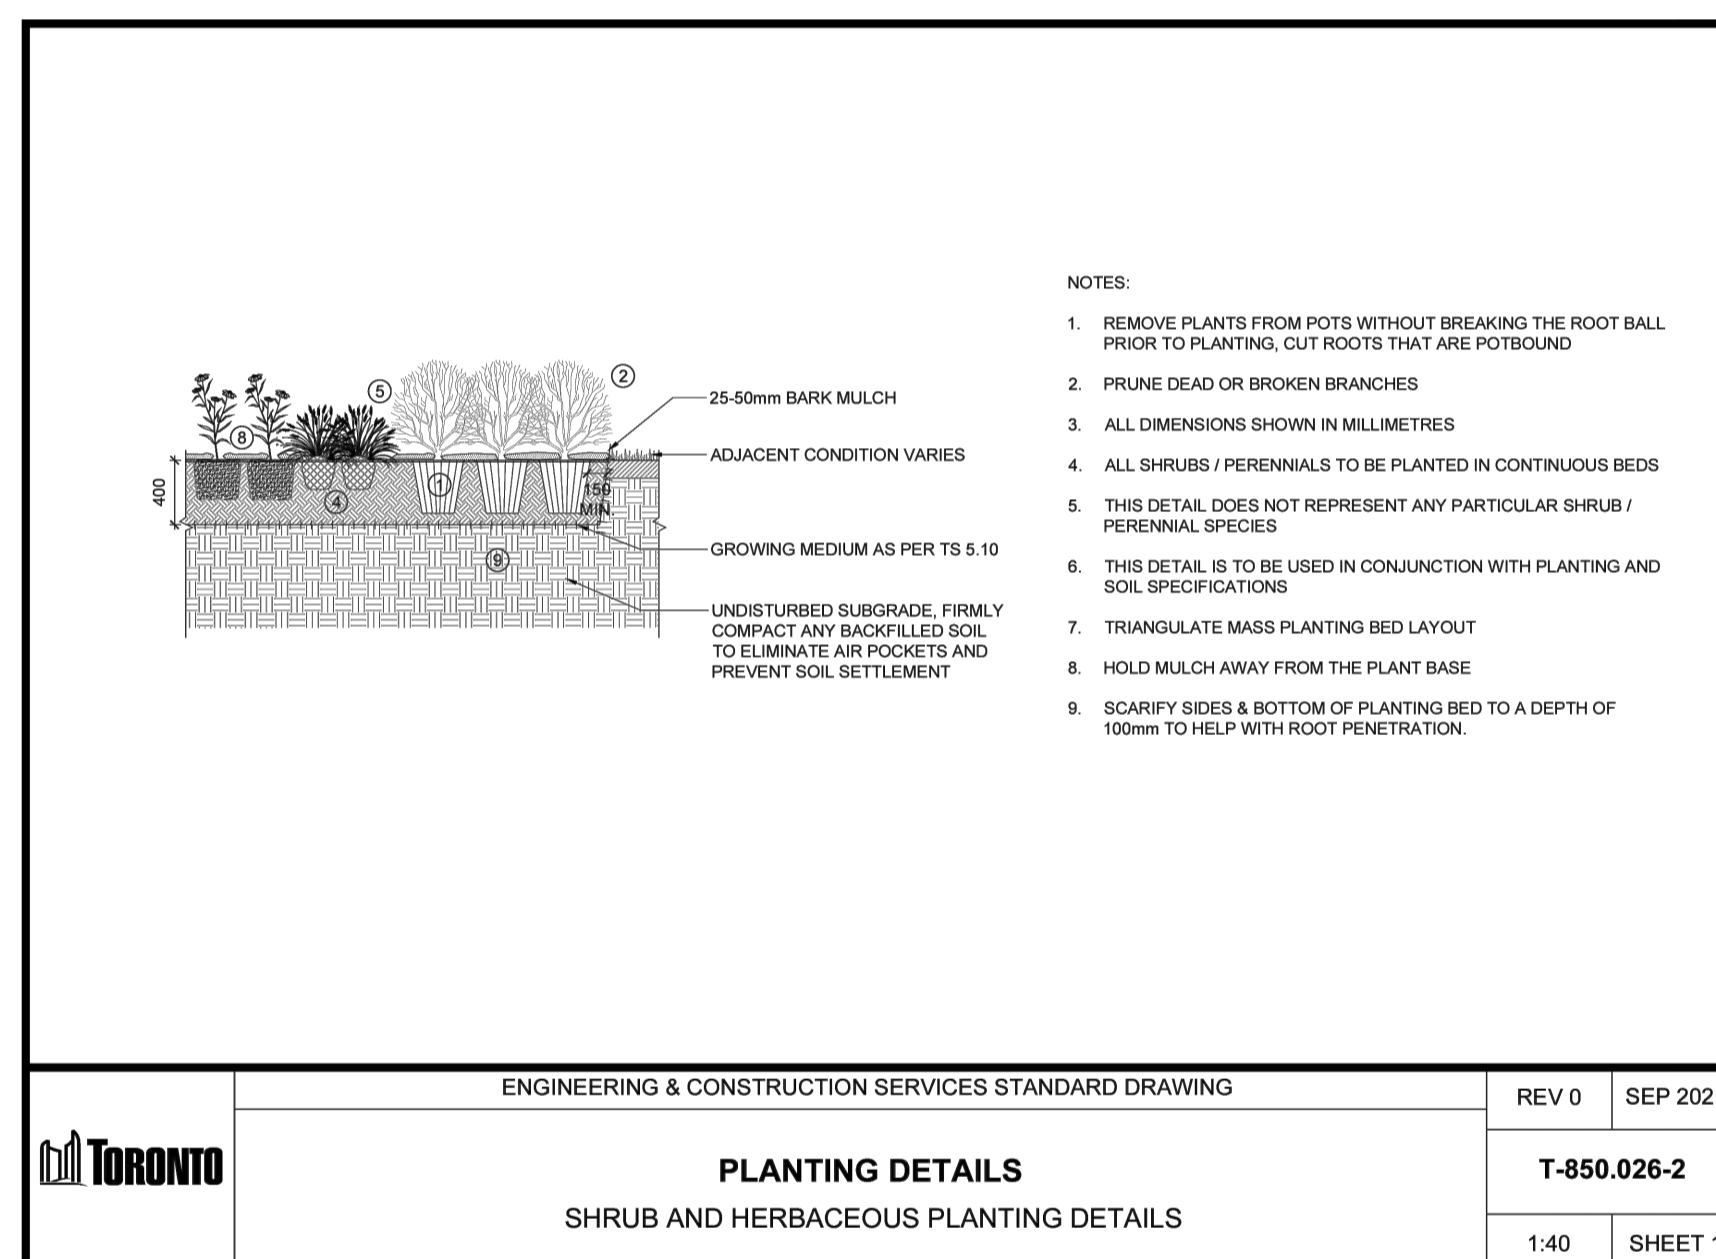 NOTES:
1. REMOVE PLANTS FROM POTS WITHOUT BREAKING THE ROOT BALL
PRIOR TO PLANTING, CUT ROOTS THAT ARE POTBOUND
2. PRUNE DEAD OR BROKEN BRANCHES
3. ALL DIMENSIONS SHOWN IN MILLIMETRES
4. ALL SHRUBS / PERENNIALS TO BE PLANTED IN CONTINUOUS BEDS
5. THIS DETAIL DOES NOT REPRESENT ANY PARTICULAR SHRUB /
PERENNIAL SPECIES
6. THIS DETAIL IS TO BE USED IN CONJUNCTION WITH PLANTING AND
SOIL SPECIFICATIONS
7. TRIANGULATE MASS PLANTING BED LAYOUT
8. HOLD MULCH AWAY FROM THE PLANT BASE
9. SCARIFY SIDES & BOTTOM OF PLANTING BED TO A DEPTH OF
100mm TO HELP WITH ROOT PENETRATION.
2
5
8
1
4
9
400
150
MIN.
25-50mm BARK MULCH
ADJACENT CONDITION VARIES
GROWING MEDIUM AS PER TS 5.10
UNDISTURBED SUBGRADE, FIRMLY
COMPACT ANY BACKFILLED SOIL
TO ELIMINATE AIR POCKETS AND
PREVENT SOIL SETTLEMENT
TORONTO
ENGINEERING & CONSTRUCTION SERVICES STANDARD DRAWING
PLANTING DETAILS
SHRUB AND HERBACEOUS PLANTING DETAILS
REV 0
SEP 202
T-850.026-2
1:40
SHEET 1